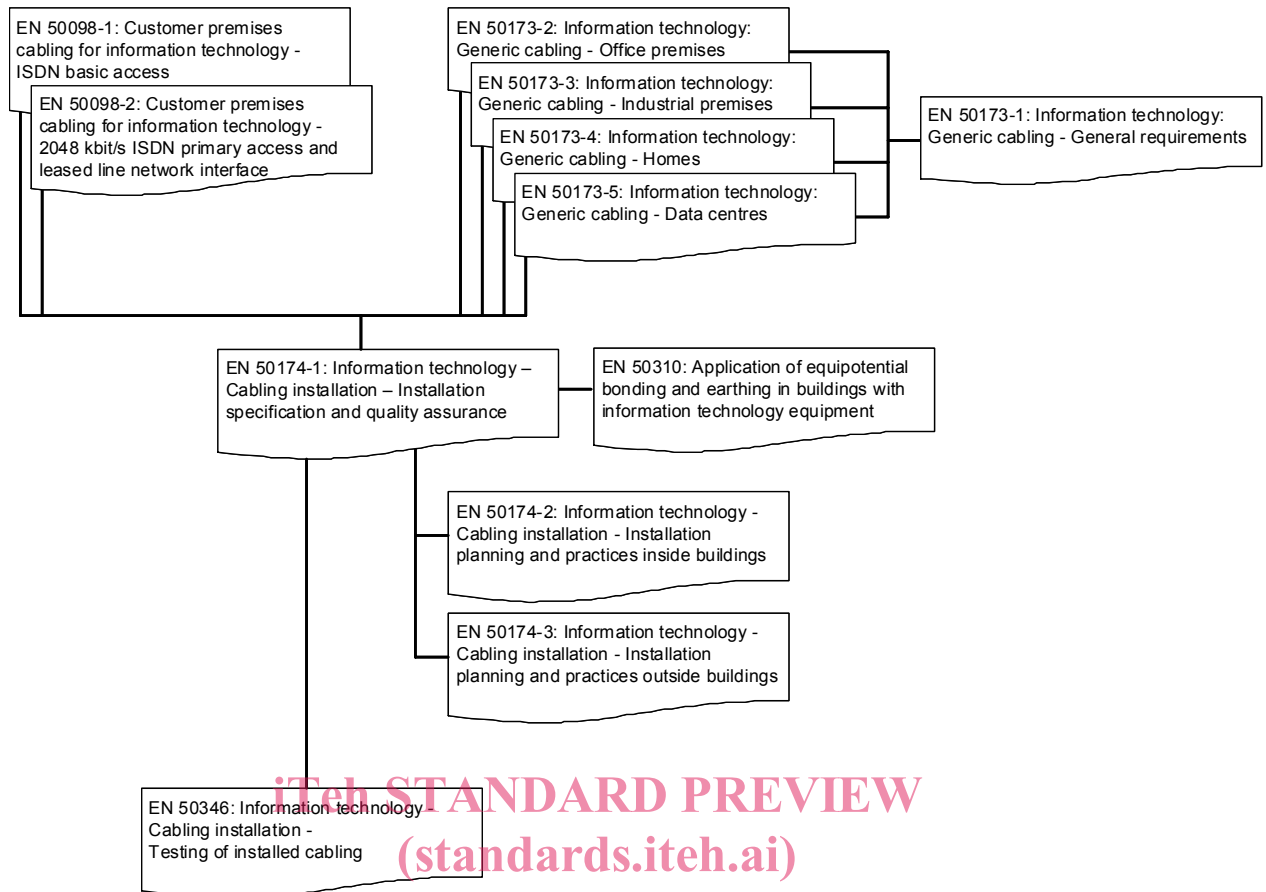 EN 50098-1: Customer premises
cabling for information technology -
ISDN basic access
EN 50098-2: Customer premises
cabling for information technology -
2048 kbit/s ISDN primary access and
leased line network interface
EN 50173-2: Information technology:
Generic cabling - Office premises
EN 50173-3: Information technology:
Generic cabling - Industrial premises
EN 50173-4: Information technology:
Generic cabling - Homes
EN 50173-5: Information technology:
Generic cabling - Data centres
EN 50173-1: Information technology:
Generic cabling - General requirements
EN 50174-1: Information technology –
Cabling installation – Installation
specification and quality assurance
EN 50310: Application of equipotential
bonding and earthing in buildings with
information technology equipment
EN 50174-2: Information technology -
Cabling installation - Installation
planning and practices inside buildings
EN 50174-3: Information technology -
Cabling installation - Installation
planning and practices outside buildings
iTeh STANDARD PREVIEW
(standards.iteh.ai)
EN 50346: Information technology -
Cabling installation -
Testing of installed cabling